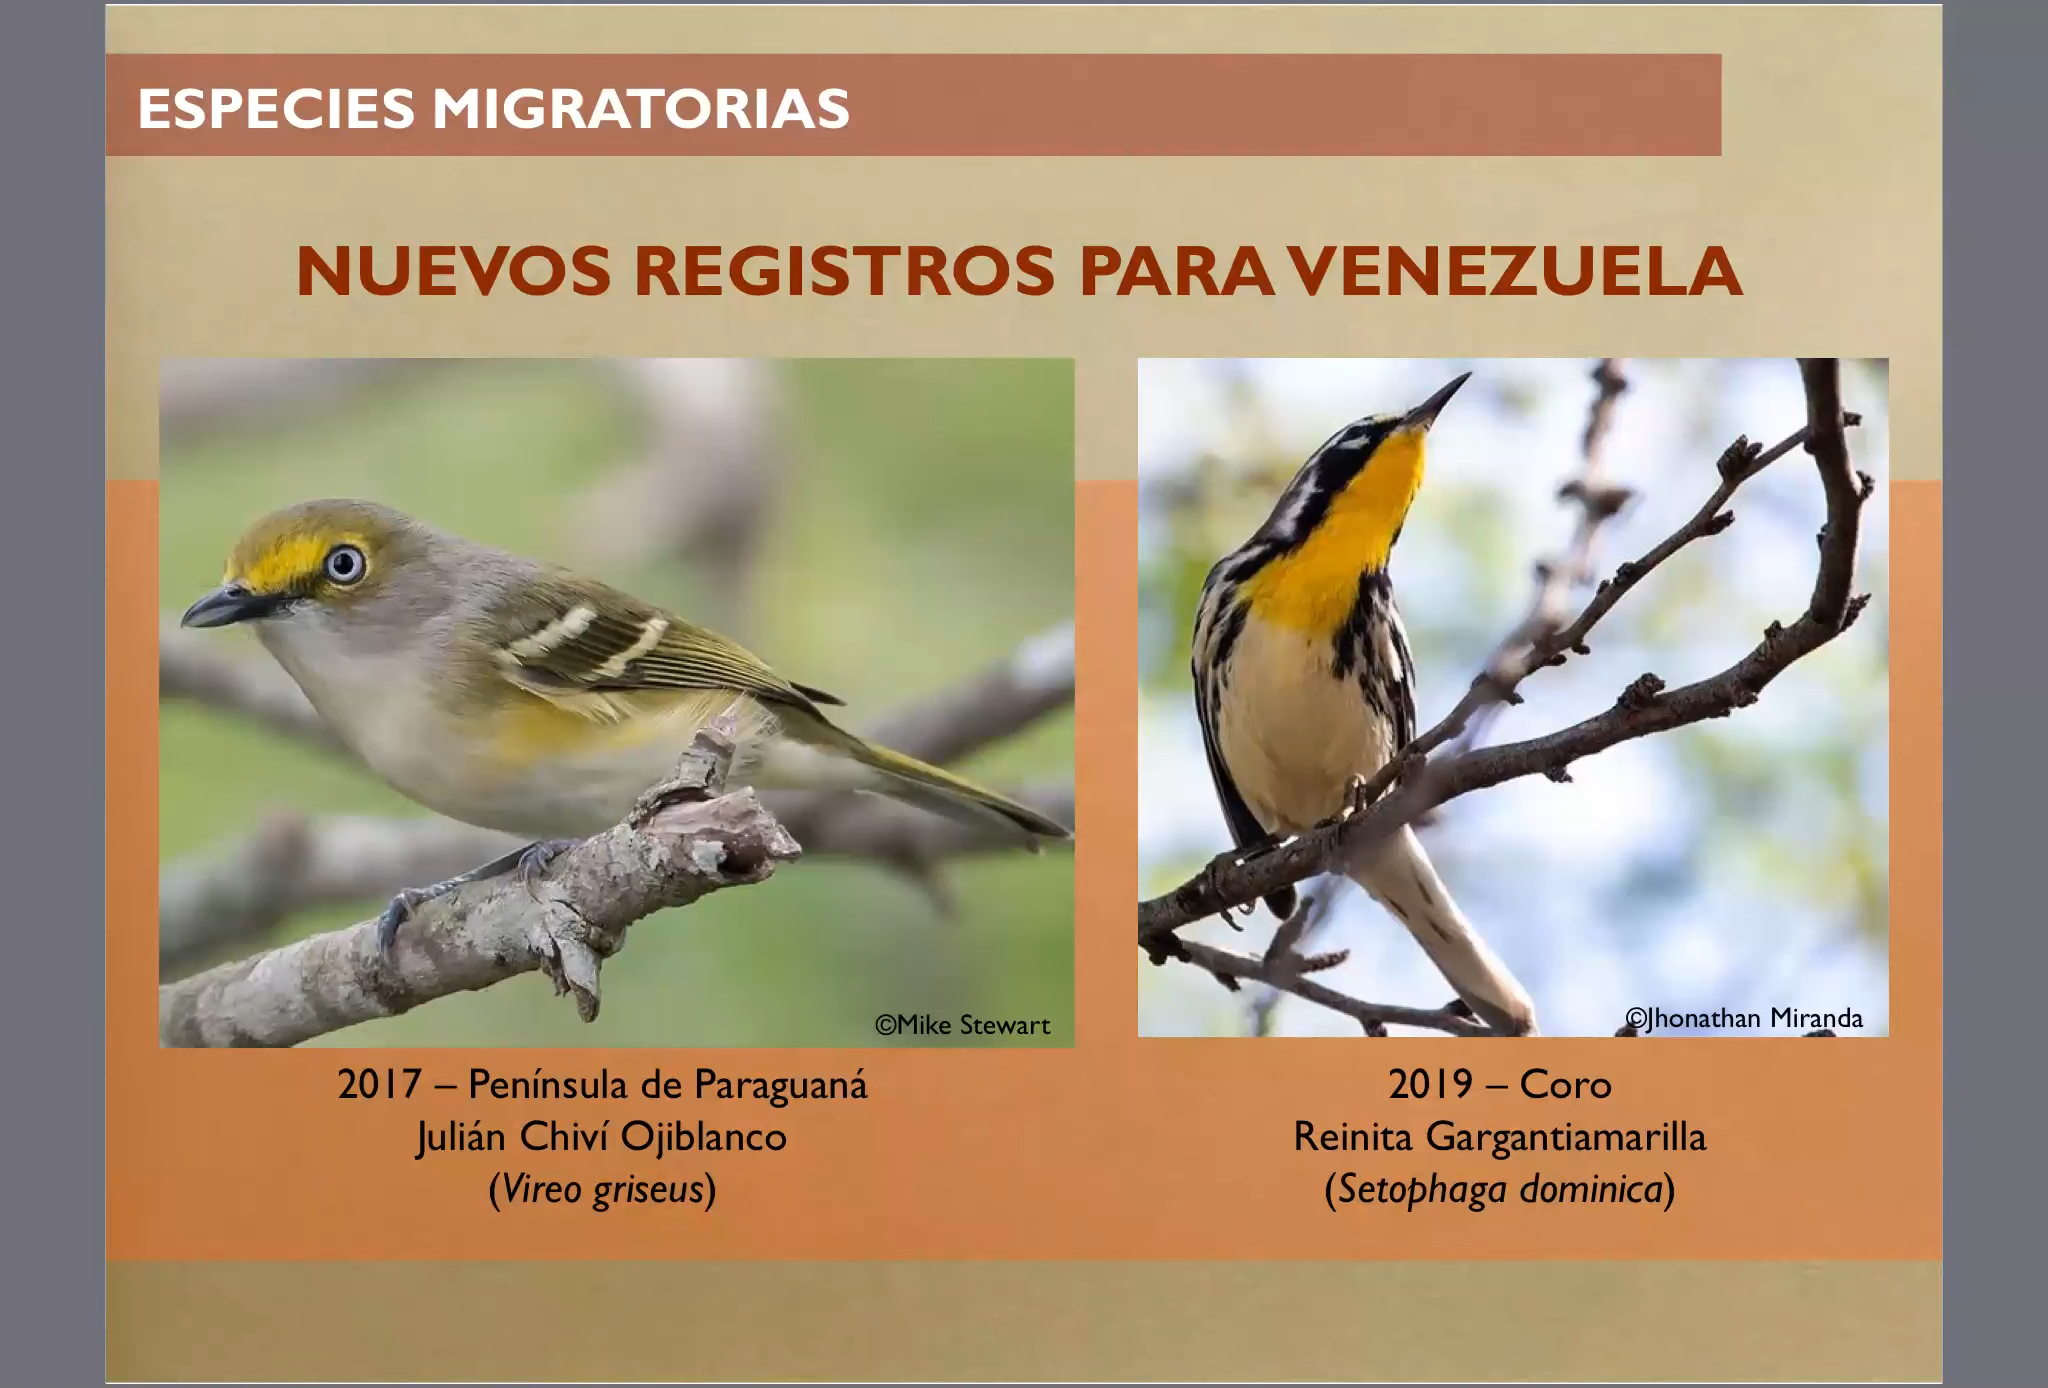 ESPECIES MIGRATORIAS
NUEVOS REGISTROS PARA VENEZUELA
©Mike Stewart
©Jhonathan Miranda
2017 – Península de Paraguaná
Julián Chiví Ojiblanco
(Vireo griseus)
2019 – Coro
Reinita Gargantiamarilla
(Setophaga dominica)